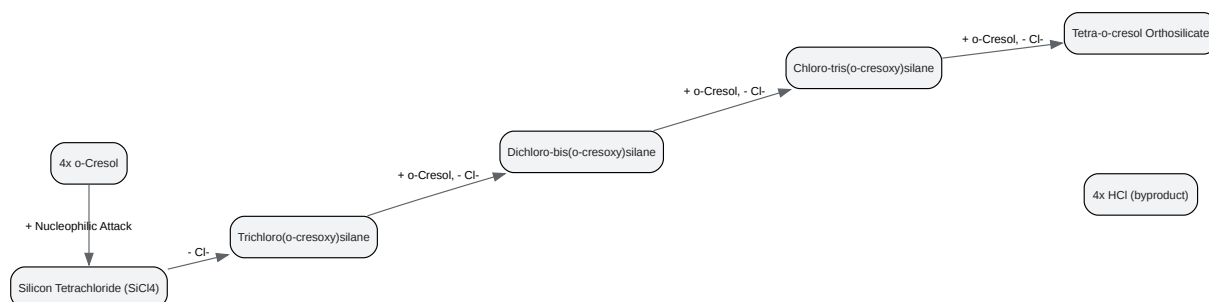 Tetra-o-cresol Orthosilicate
+ o-Cresol, - Cl-
Chloro-tris(o-cresoxy)silane
+ o-Cresol, - Cl-
Dichloro-bis(o-cresoxy)silane
4x o-Cresol
+ o-Cresol, - Cl-
4x HCl (byproduct)
+ Nucleophilic Attack
Trichloro(o-cresoxy)silane
- Cl-
Silicon Tetrachloride (SiCl4)